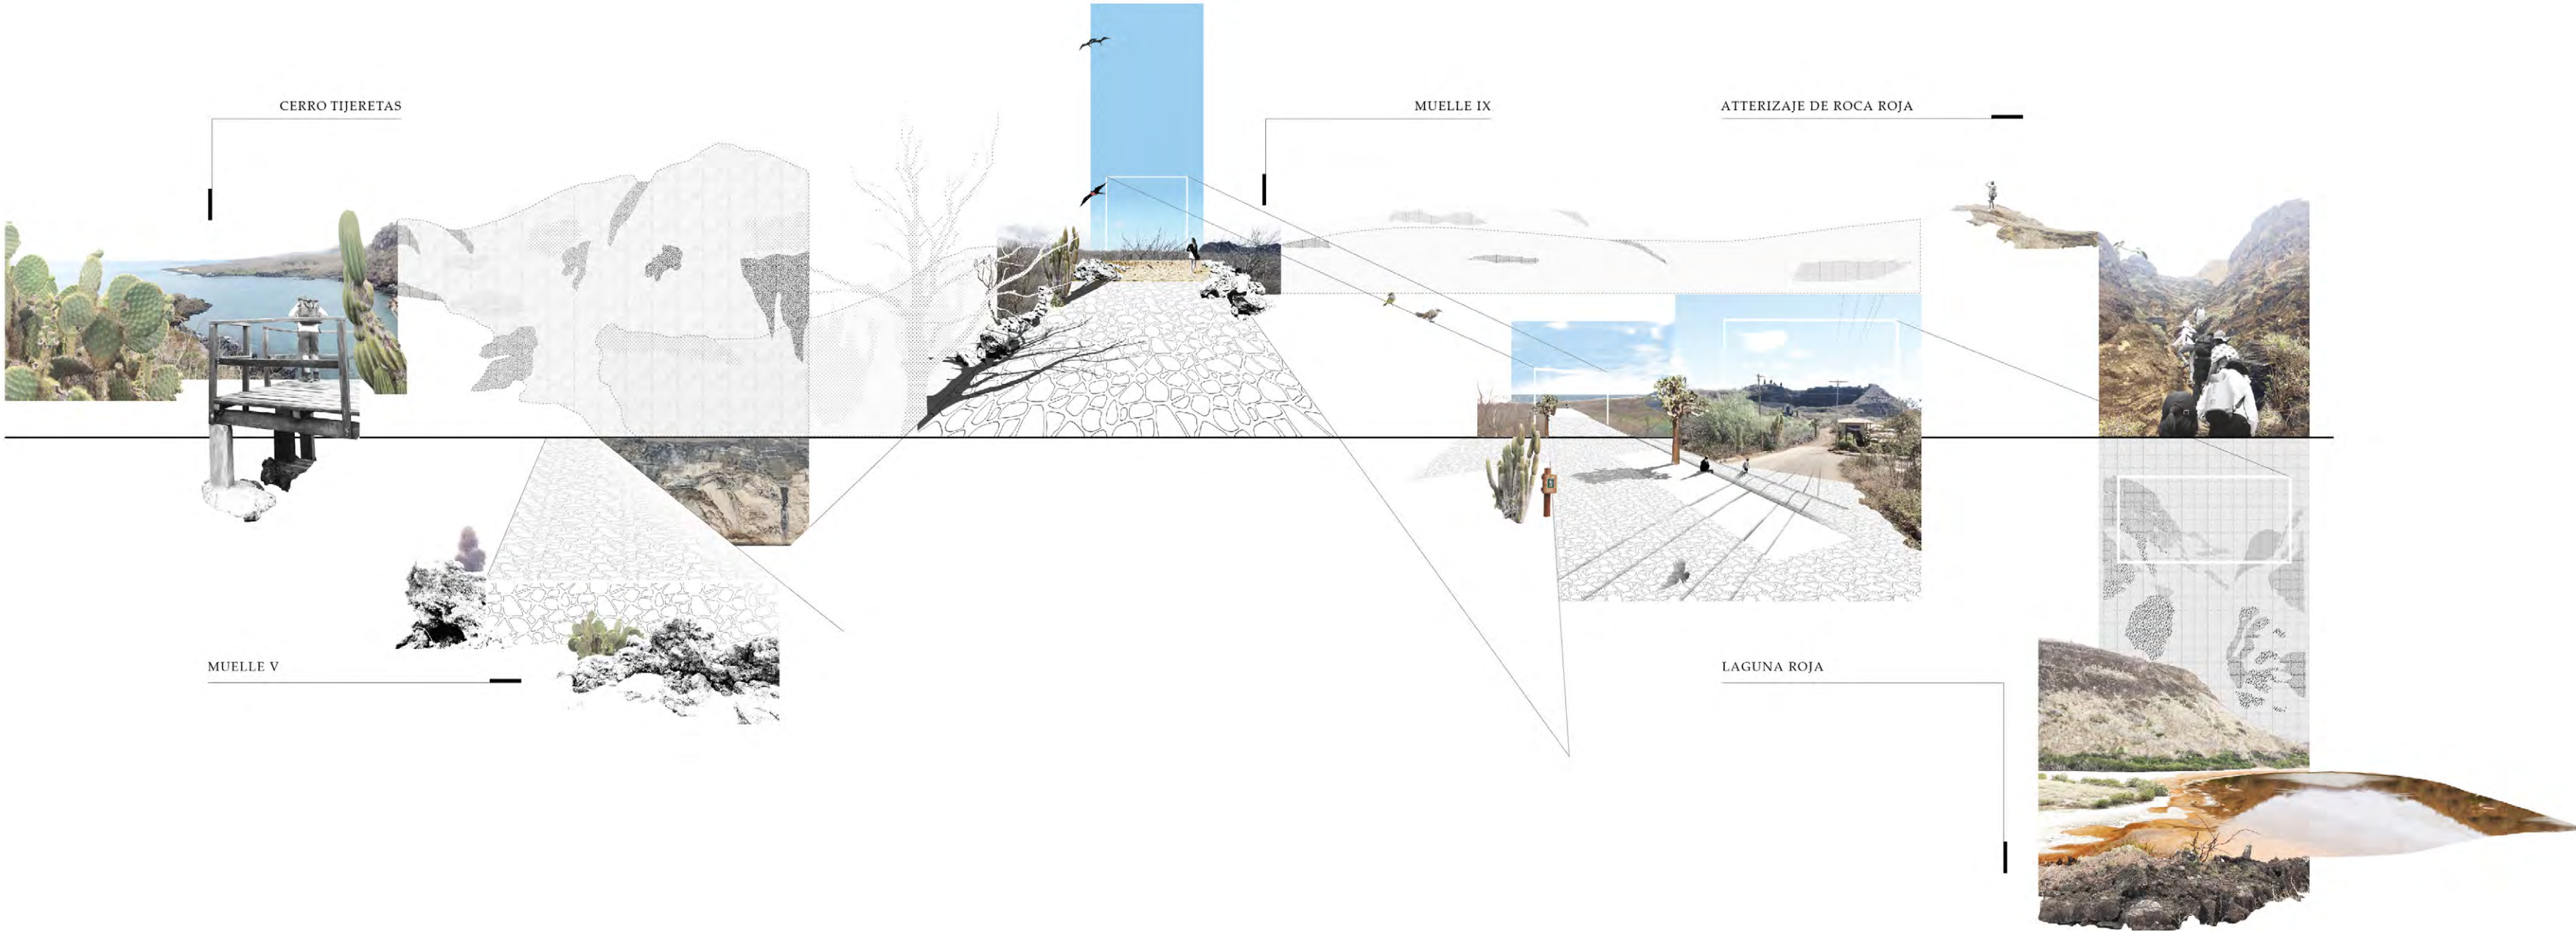 CERRO TIJERETAS
MUELLE IX
ATTERIZAJE DE ROCA ROJA
MUELLE V
LAGUNA ROJA